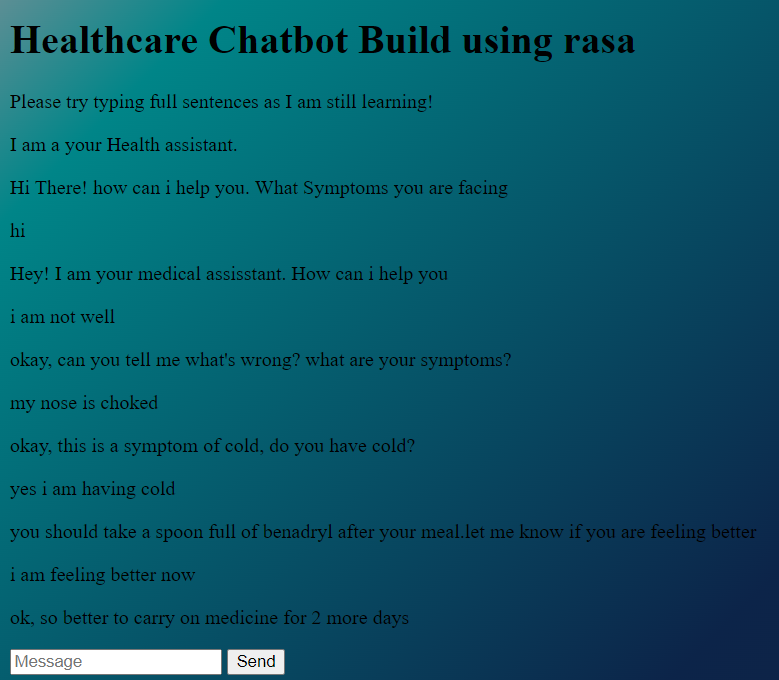 Healthcare Chatbot Build using rasa
Please try typing full sentences as I am still learning!
I am a your Health assistant.
Hi There! how can i help you. What Symptoms you are facing
hi
Hey! I am your medical assisstant. How can i help you
i am not well
okay, can you tell me what's wrong? what are your symptoms?
my nose is choked
okay, this is a symptom of cold, do you have cold?
yes i am having cold
you should take a spoon full of benadryl after your meal.let me know if you are feeling better
i am feeling better now
ok, so better to carry on medicine for 2 more days
Message Send